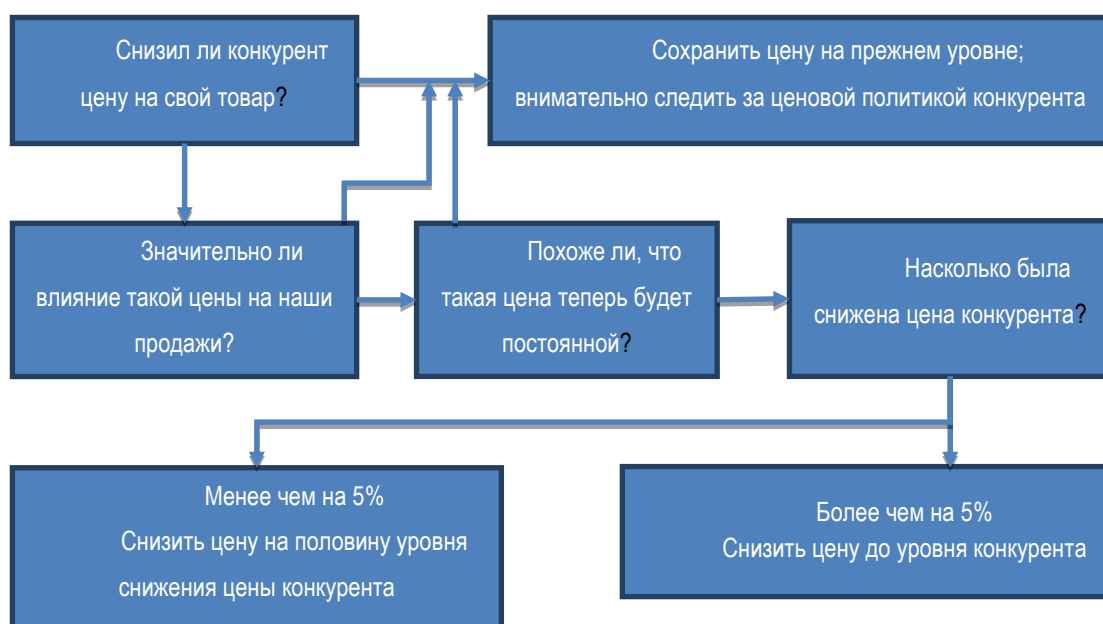 Снизил ли конкурент
цену на свой товар?
Сохранить цену на прежнем уровне;
внимательно следить за ценовой политикой конкурента
Значительно ли
влияние такой цены на наши
продажи?
Похоже ли, что
такая цена теперь будет
постоянной?
Насколько была
снижена цена конкурента?
Менее чем на 5%
Снизить цену на половину уровня
снижения цены конкурента
Более чем на 5%
Снизить цену до уровня конкурента